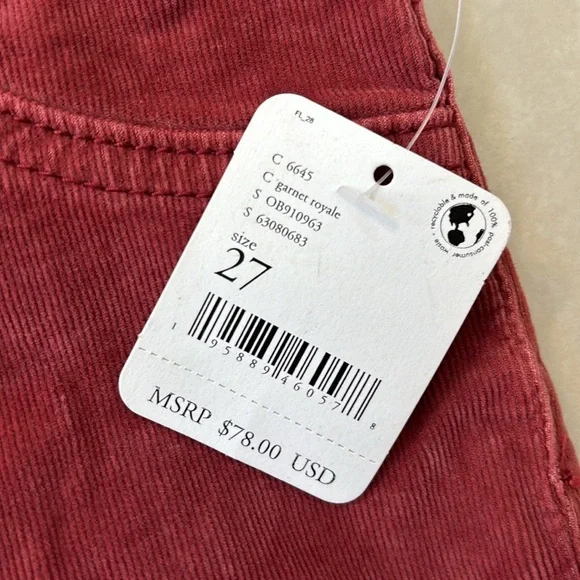 FL_26
C 6645
C garnet royale
S OB910963
S 63080683
size
27
1 95889 46057 8
MSRP $78.00 USD
recyclable & made of 100% post-consumer waste •